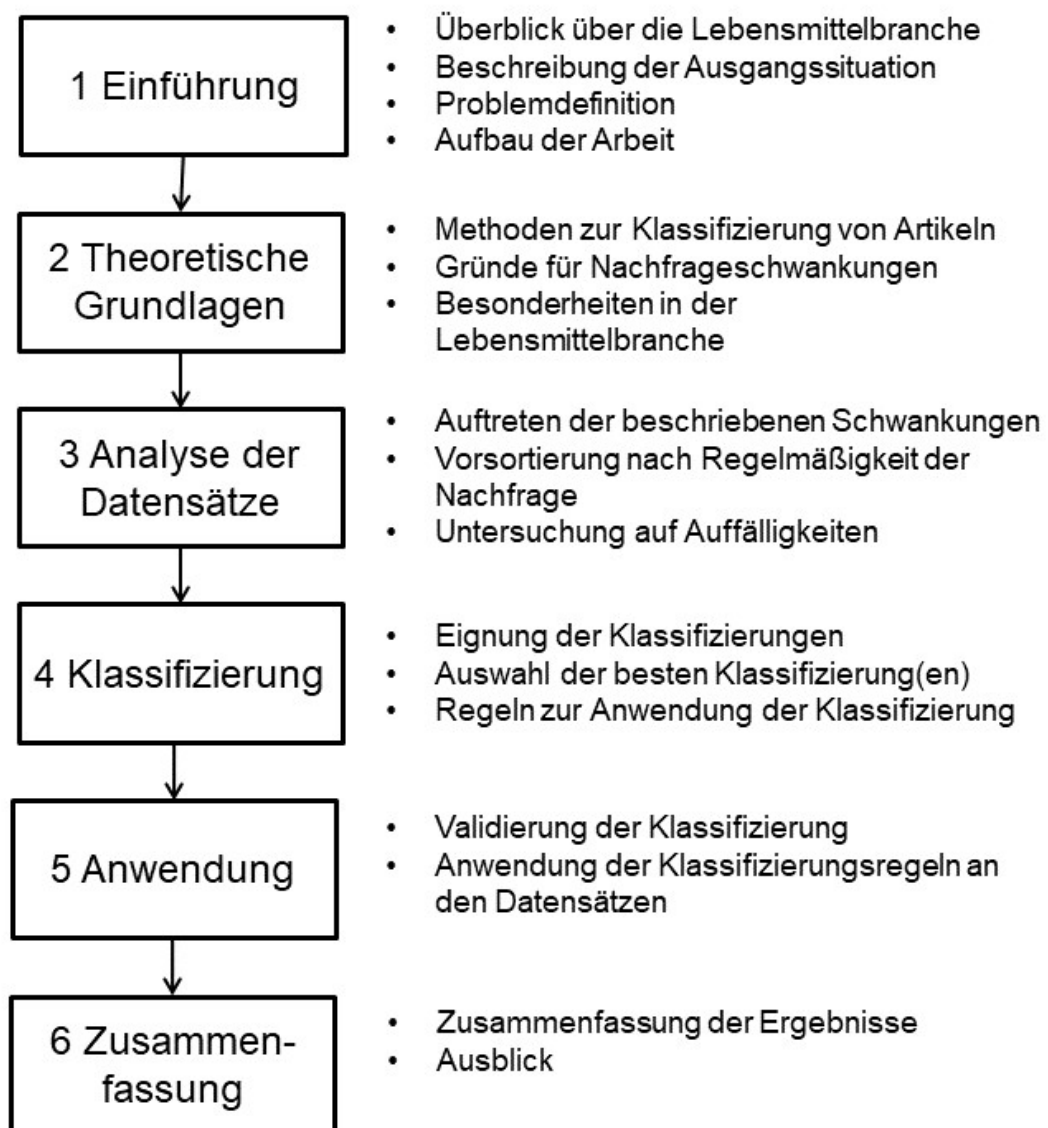 1 Einführung
• Überblick über die Lebensmittelbranche
• Beschreibung der Ausgangssituation
• Problemdefinition
• Aufbau der Arbeit
2 Theoretische
Grundlagen
• Methoden zur Klassifizierung von Artikeln
• Gründe für Nachfrageschwankungen
• Besonderheiten in der
Lebensmittelbranche
3 Analyse der
Datensätze
• Auftreten der beschriebenen Schwankungen
• Vorsortierung nach Regelmäßigkeit der
Nachfrage
• Untersuchung auf Auffälligkeiten
4 Klassifizierung
• Eignung der Klassifizierungen
• Auswahl der besten Klassifizierung(en)
• Regeln zur Anwendung der Klassifizierung
5 Anwendung
• Validierung der Klassifizierung
• Anwendung der Klassifizierungsregeln an
den Datensätzen
6 Zusammen-
fassung
• Zusammenfassung der Ergebnisse
• Ausblick